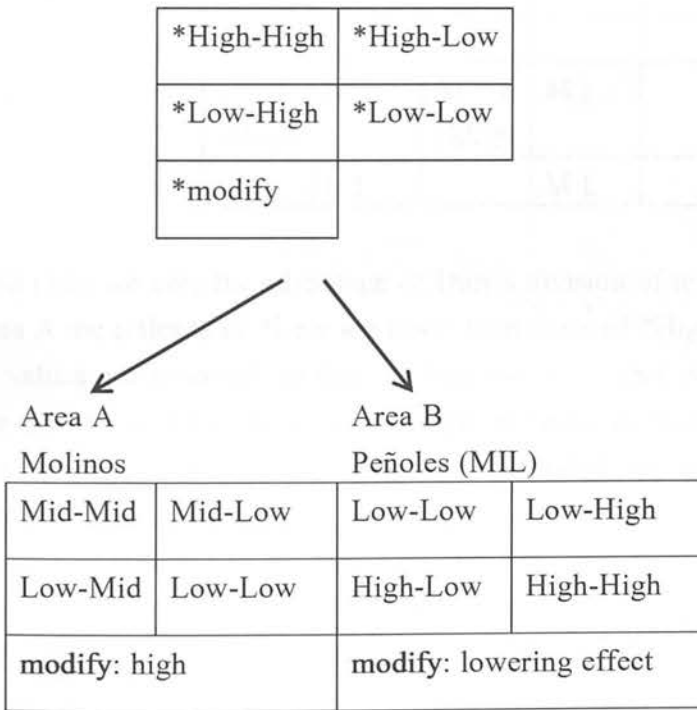 *High-High *High-Low
*Low-High *Low-Low
*modify
Area A Area B
Molinos Peñoles (MIL)
Mid-Mid Mid-Low Low-Low Low-High
Low-Mid Low-Low High-Low High-High
modify: high modify: lowering effect